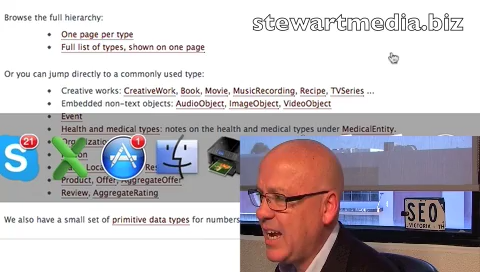 stewartmedia.biz
Browse the full hierarchy:
One page per type
Full list of types, shown on one page
Or you can jump directly to a commonly used type:
Creative works: CreativeWork, Book, Movie, MusicRecording, Recipe, TVSeries ...
Embedded non-text objects: AudioObject, ImageObject, VideoObject
Event
Health and medical types: notes on the health and medical types under MedicalEntity.
21
1
Product, Offer, AggregateOffer
Review, AggregateRating
We also have a small set of primitive data types for numbers
SEO
VICTORIA